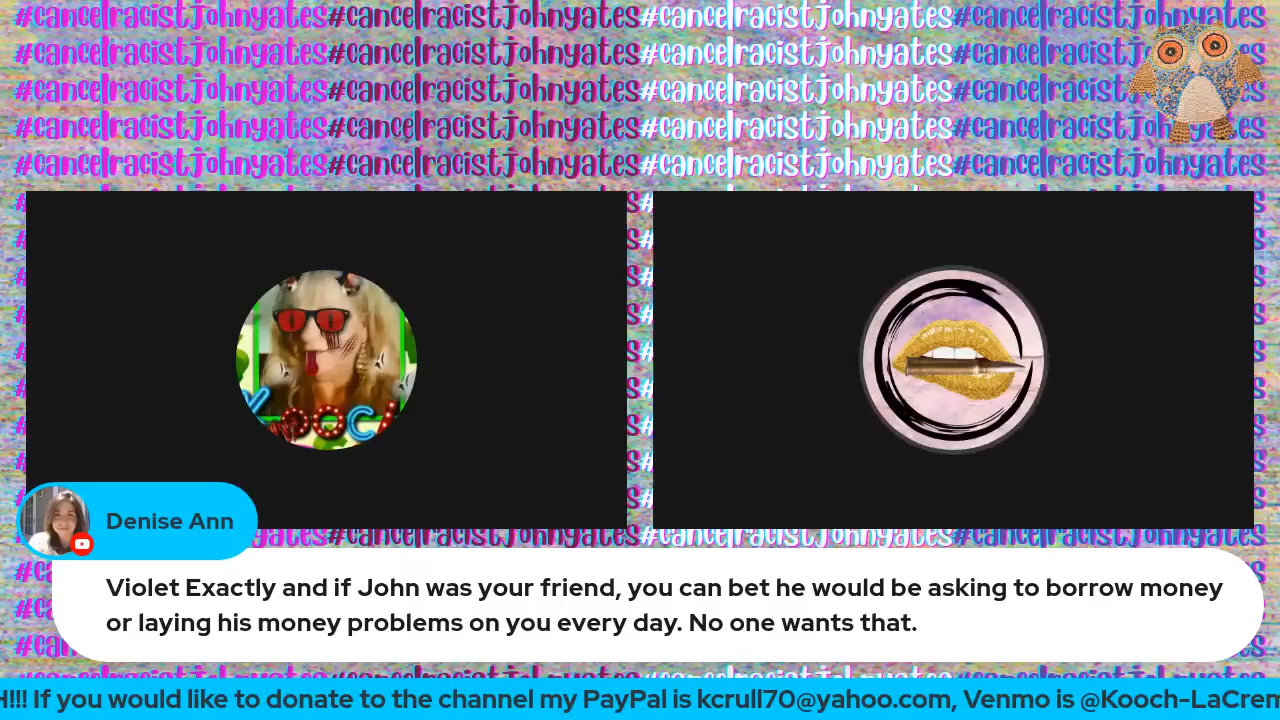 #cancelracistjohnyates#cancelracistjohnyates#cancelracistjohnyates#cancelracistjohnyates
#cancelracistjohnyates#cancelracistjohnyates#cancelracistjohnyates#cancelracistjohnyates
#cancelracistjohnyates#cancelracistjohnyates#cancelracistjohnyates#cancelracistjohnyates
#cancelracistjohnyates#cancelracistjohnyates#cancelracistjohnyates#cancelracistjohnyates
#cancelracistjohnyates#cancelracistjohnyates#cancelracistjohnyates#cancelracistjohnyates
Denise Ann
Violet Exactly and if John was your friend, you can bet he would be asking to borrow money
or laying his money problems on you every day. No one wants that.
H!!! If you would like to donate to the channel my PayPal is kcrull70@yahoo.com, Venmo is @Kooch-LaCrem